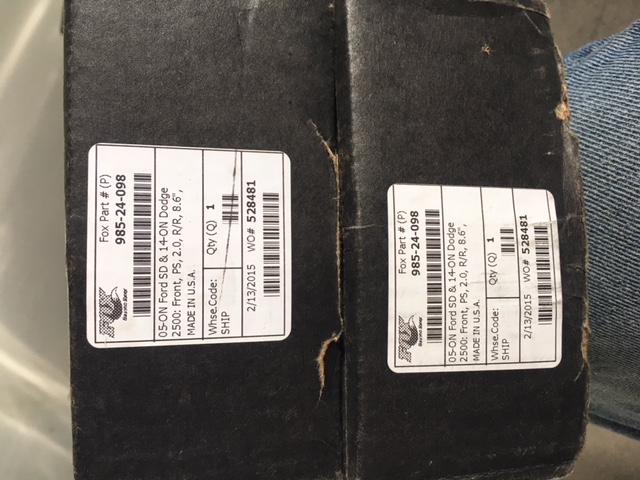 FOX
Fox Part # (P)
985-24-098
05-ON Ford SD & 14-ON Dodge
2500: Front, PS, 2.0, R/R, 8.6",
MADE IN U.S.A.
Whse.Code:
SHIP
Qty (Q) 1
2/13/2015 WO# 528481
FOX
Fox Part # (P)
985-24-098
05-ON Ford SD & 14-ON Dodge
2500: Front, PS, 2.0, R/R, 8.6",
MADE IN U.S.A.
Whse.Code:
SHIP
Qty (Q) 1
2/13/2015 WO# 528481